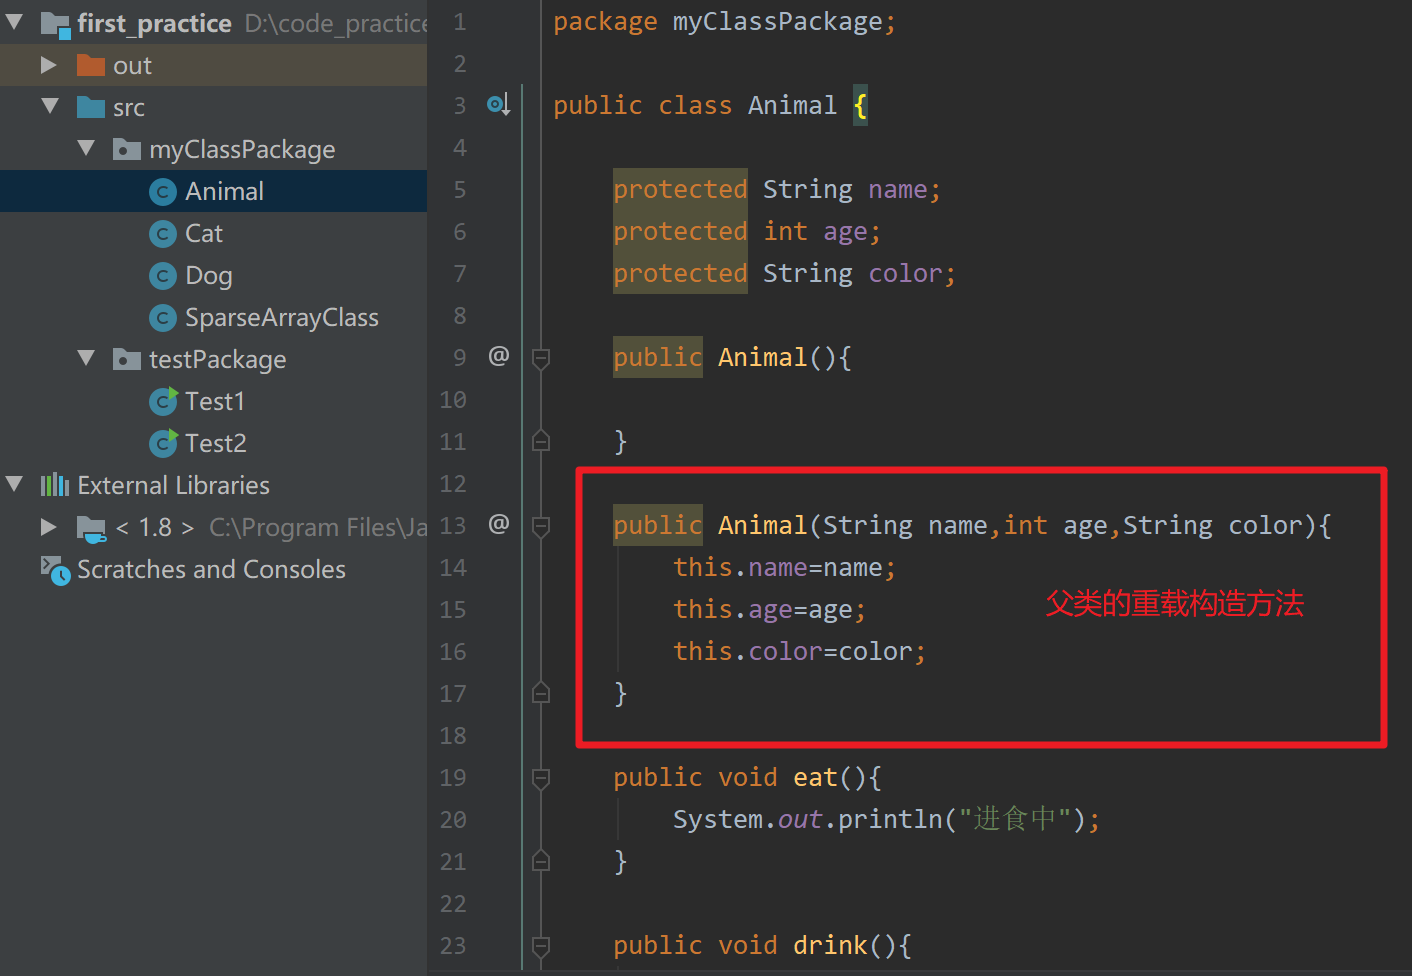 first_practice D:\code_practice
out
src
myClassPackage
Animal
Cat
Dog
SparseArrayClass
testPackage
Test1
Test2
External Libraries
< 1.8 > C:\Program Files\Ja
Scratches and Consoles
1 package myClassPackage;
2
3 public class Animal {
4
5 protected String name;
6 protected int age;
7 protected String color;
8
9 @ public Animal(){
10
11 }
12
13 @ public Animal(String name,int age,String color){
14 this.name=name;
15 this.age=age;
父类的重载构造方法
16 this.color=color;
17 }
18
19 public void eat(){
20 System.out.println("进食中");
21 }
22
23 public void drink(){